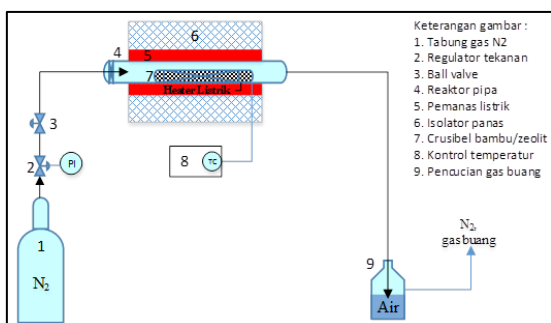 Keterangan gambar :
1. Tabung gas N2
2. Regulator tekanan
3. Ball valve
4. Reaktor pipa
5. Pemanas listrik
6. Isolator panas
7. Crusibel bambu/zeolit
8. Kontrol temperatur
9. Pencucian gas buang
6
4
5
7
Heater Listrik
3
8
TC
2
PI
1
N₂
9
Air
N₂,
gas buang